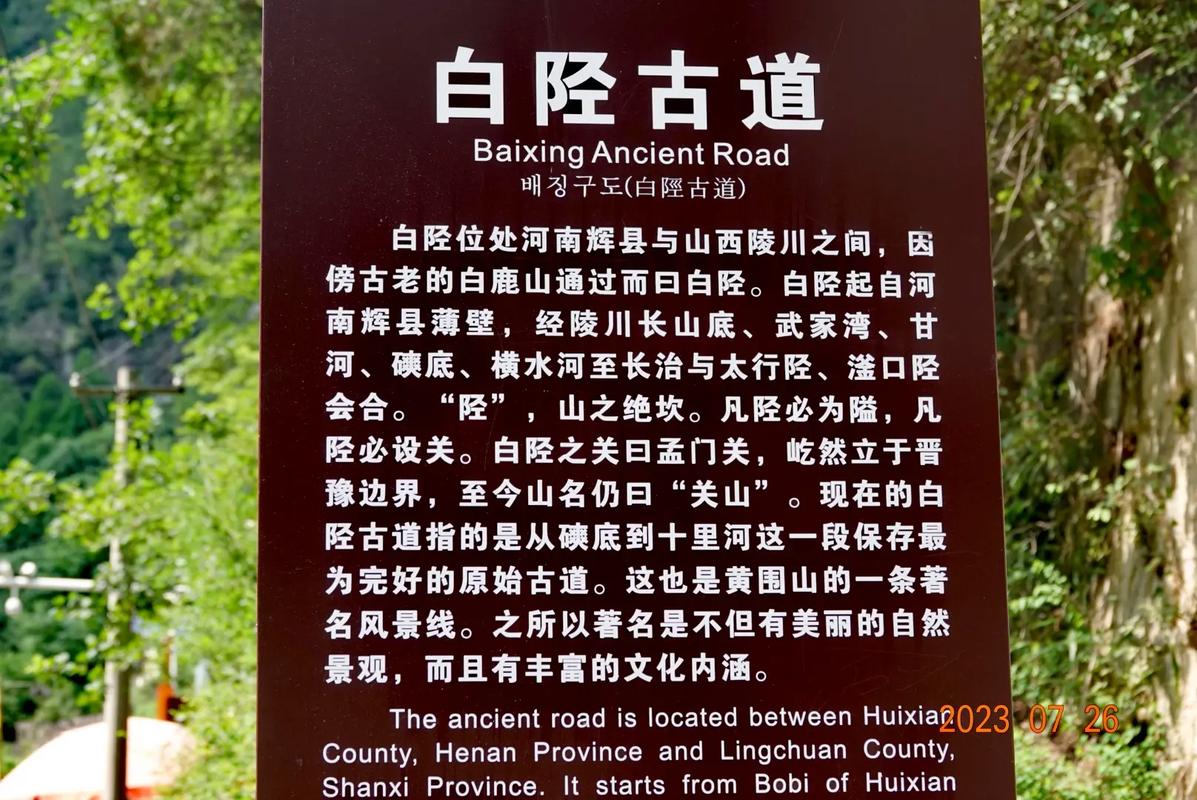 白陉古道
Baixing Ancient Road
배징구도(白陘古道)
白陉位处河南辉县与山西陵川之间，因
傍古老的白鹿山通过而曰白陉。白陉起自河
南辉县薄壁，经陵川长山底、武家湾、甘
河、磢底、横水河至长治与太行陉、滏口陉
会合。“陉”，山之绝坎。凡陉必为隘，凡
陉必设关。白陉之关曰孟门关，屹然立于晋
豫边界，至今山名仍曰“关山”。现在的白
陉古道指的是从磢底到十里河这一段保存最
为完好的原始古道。这也是黄围山的一条著
名风景线。之所以著名是不但有美丽的自然
景观，而且有丰富的文化内涵。
The ancient road is located between Huixian
County, Henan Province and Lingchuan County,
Shanxi Province. It starts from Bobi of Huixian
2023 07 26